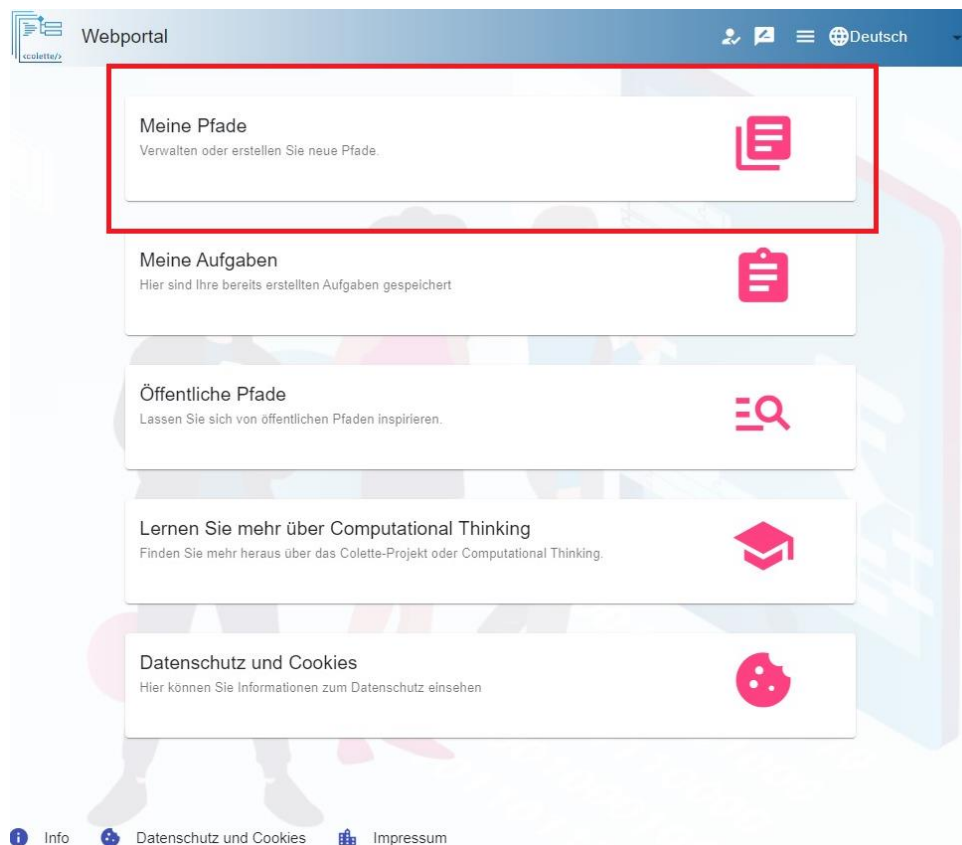 <colette/>
Webportal
Deutsch
Meine Pfade
Verwalten oder erstellen Sie neue Pfade.
Meine Aufgaben
Hier sind Ihre bereits erstellten Aufgaben gespeichert
Öffentliche Pfade
Lassen Sie sich von öffentlichen Pfaden inspirieren.
Lernen Sie mehr über Computational Thinking
Finden Sie mehr heraus über das Colette-Projekt oder Computational Thinking.
Datenschutz und Cookies
Hier können Sie Informationen zum Datenschutz einsehen
Info
Datenschutz und Cookies
Impressum